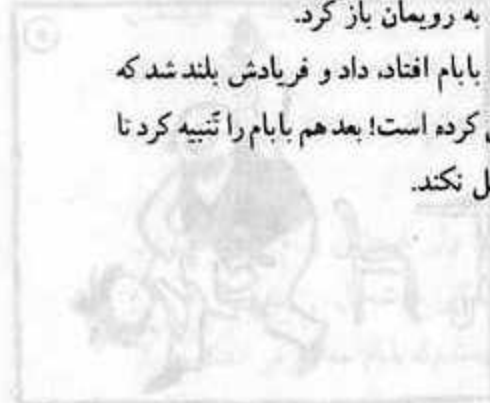 به رویمان باز کرد.
بابام افتاد، داد و فریادش بلند شد که
کرده است! بعد هم بابام را تَنبیه کرد تا
نکند.